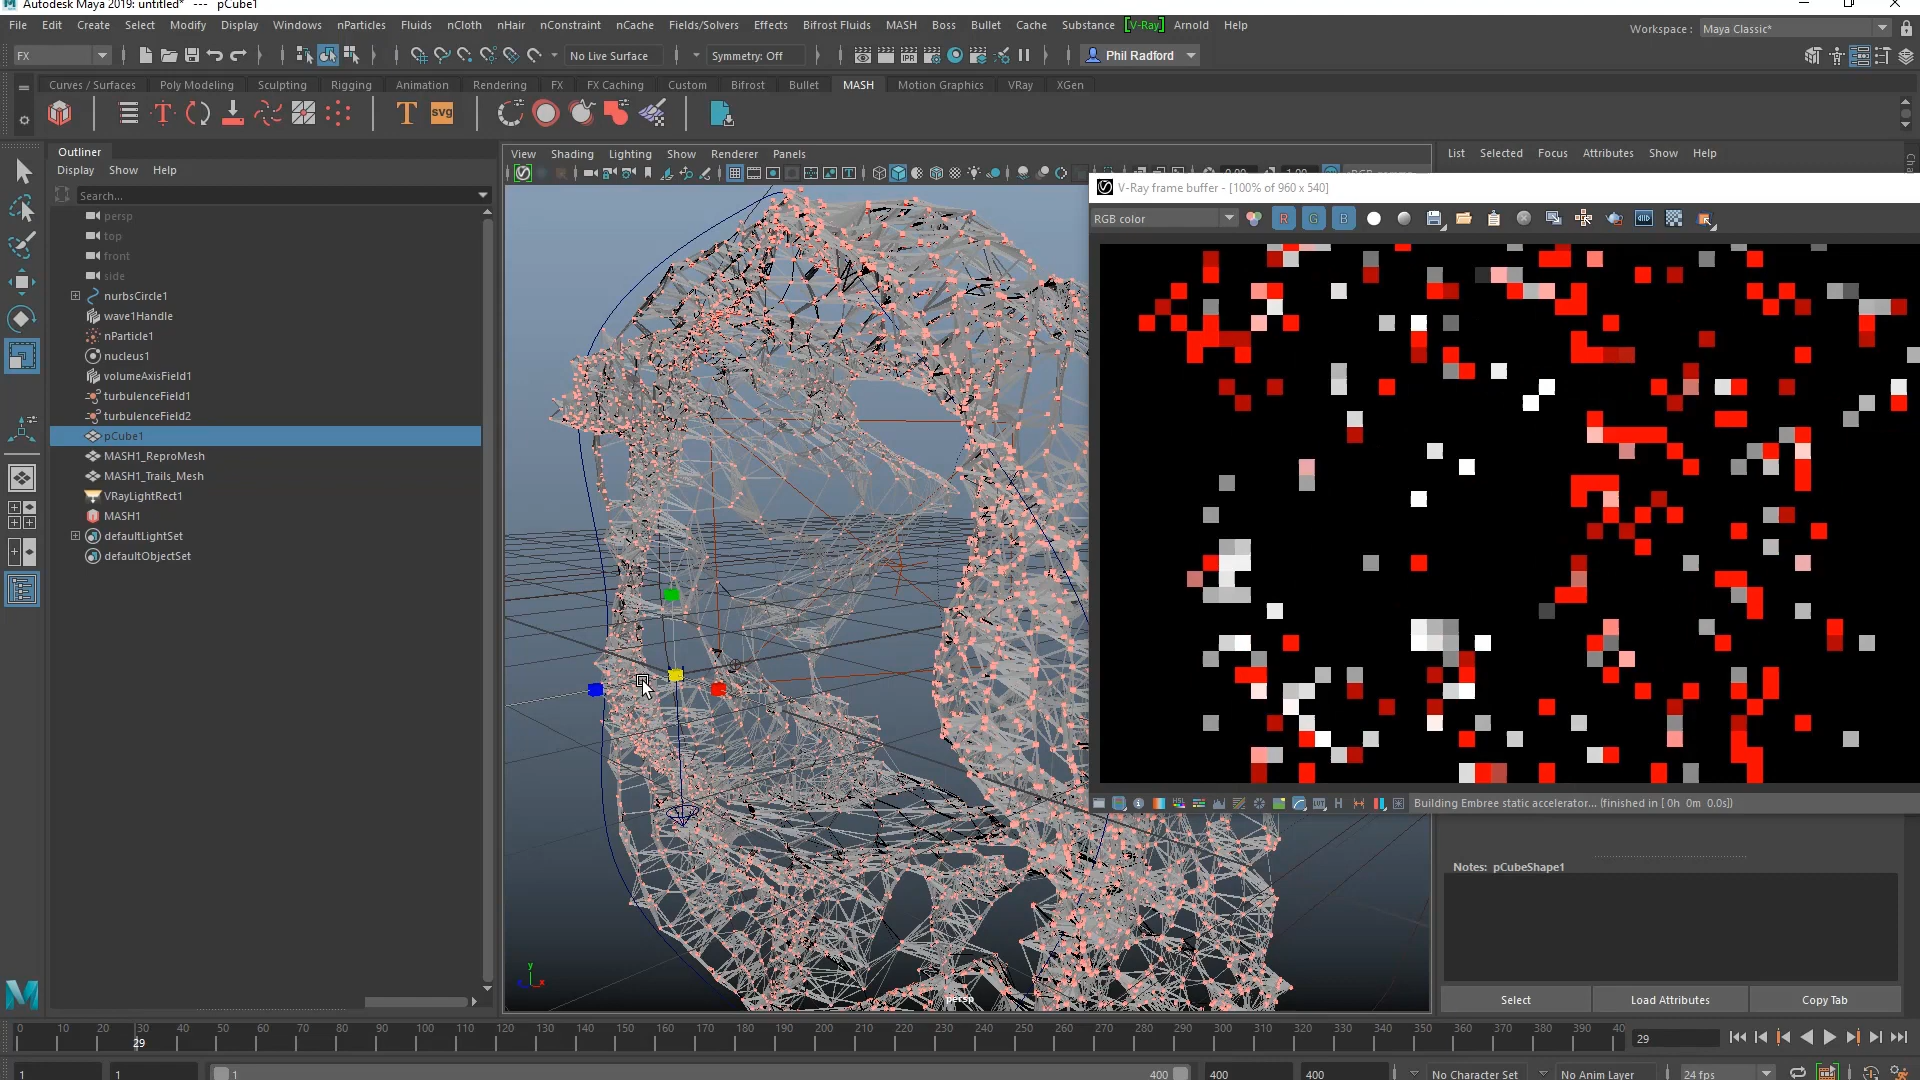 Autodesk Maya 2019: untitled* --- pCube1
File Edit Create Select Modify Display Windows nParticles Fluids nCloth nHair nConstraint nCache Fields/Solvers Effects Bifrost Fluids MASH Boss Bullet Cache Substance [V-Ray] Arnold Help
Workspace : Maya Classic*
FX No Live Surface Symmetry: Off Phil Radford
Curves / Surfaces Poly Modeling Sculpting Rigging Animation Rendering FX FX Caching Custom Bifrost Bullet MASH Motion Graphics VRay XGen
T T svg
Outliner
Display Show Help
Search...
persp
top
front
side
nurbsCircle1
wave1Handle
nParticle1
nucleus1
volumeAxisField1
turbulenceField1
turbulenceField2
pCube1
MASH1_ReproMesh
MASH1_Trails_Mesh
VRayLightRect1
MASH1
defaultLightSet
defaultObjectSet
View Shading Lighting Show Renderer Panels
persp
y
x
List Selected Focus Attributes Show Help
V-Ray frame buffer - [100% of 960 x 540]
RGB color R G B
Building Embree static accelerator... (finished in [ 0h 0m 0.0s])
Notes: pCubeShape1
Select Load Attributes Copy Tab
0 10 20 30 40 50 60 70 80 90 100 110 120 130 140 150 160 170 180 190 200 210 220 230 240 250 260 270 280 290 300 310 320 330 340 350 360 370 380 390 40
29 29
1 1 1 400 400 400 No Character Set No Anim Layer 24 fps